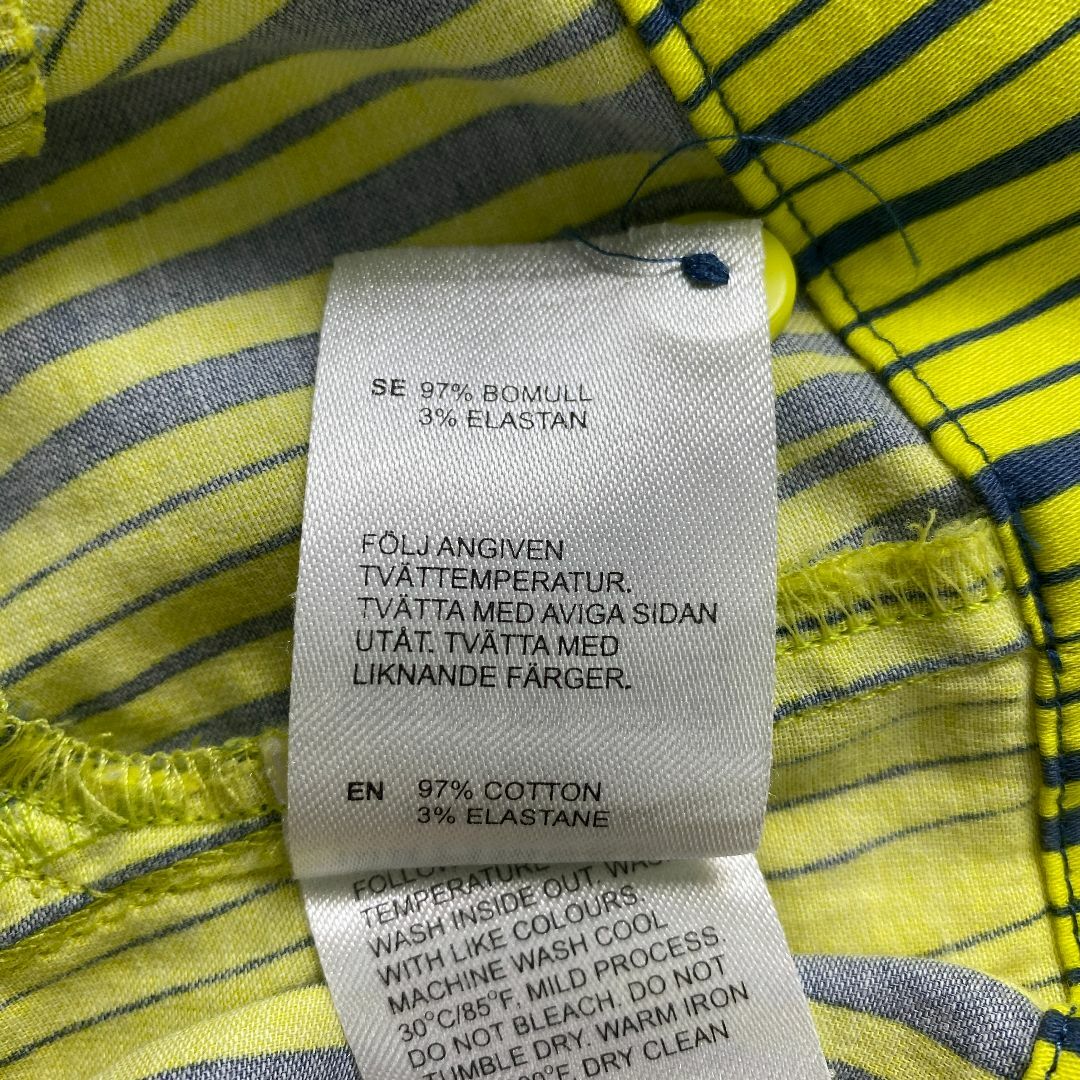 SE 97% BOMULL
3% ELASTAN
FÖLJ ANGIVEN
TVÄTTEMPERATUR.
TVÄTTA MED AVIGA SIDAN
UTÅT. TVÄTTA MED
LIKNANDE FÄRGER.
EN 97% COTTON
3% ELASTANE
TEMPERATURE
WASH INSIDE OUT. WAS
WITH LIKE COLOURS.
MACHINE WASH COOL
30°C/85°F. MILD PROCESS
DO NOT BLEACH. DO NOT
TUMBLE DRY. WARM IRON
DRY CLEAN